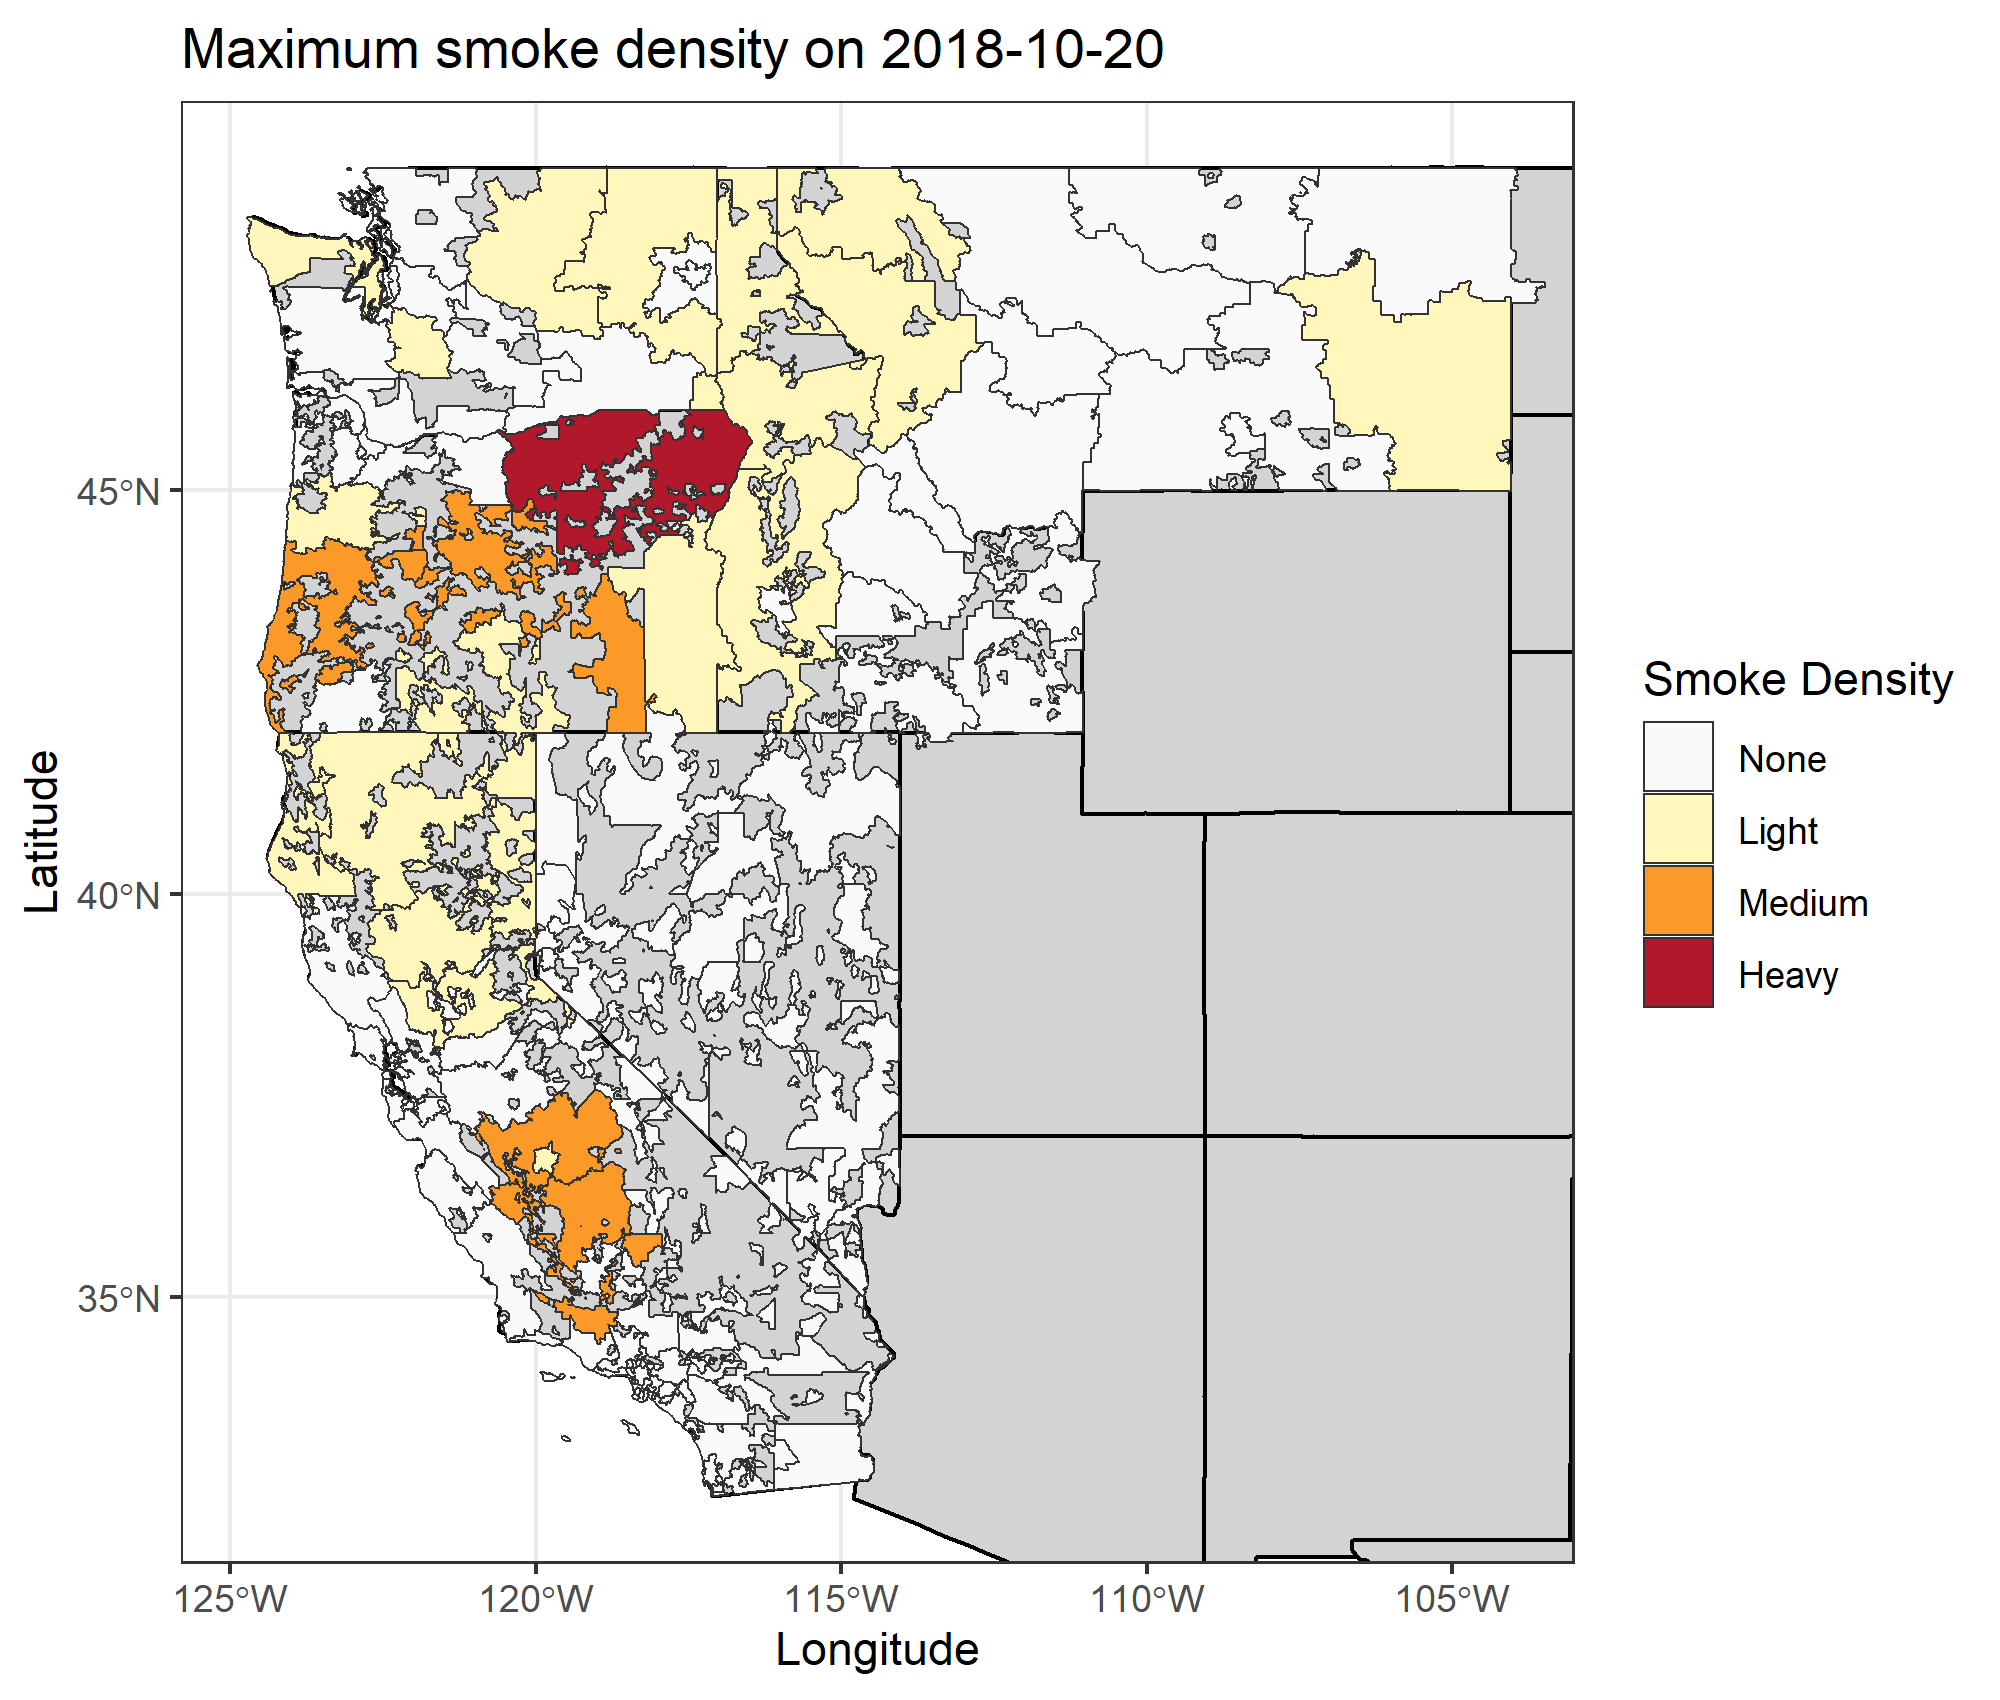 Maximum smoke density on 2018-10-20
Latitude
45°N
40°N
35°N
125°W
120°W
115°W
110°W
105°W
Longitude
Smoke Density
None
Light
Medium
Heavy